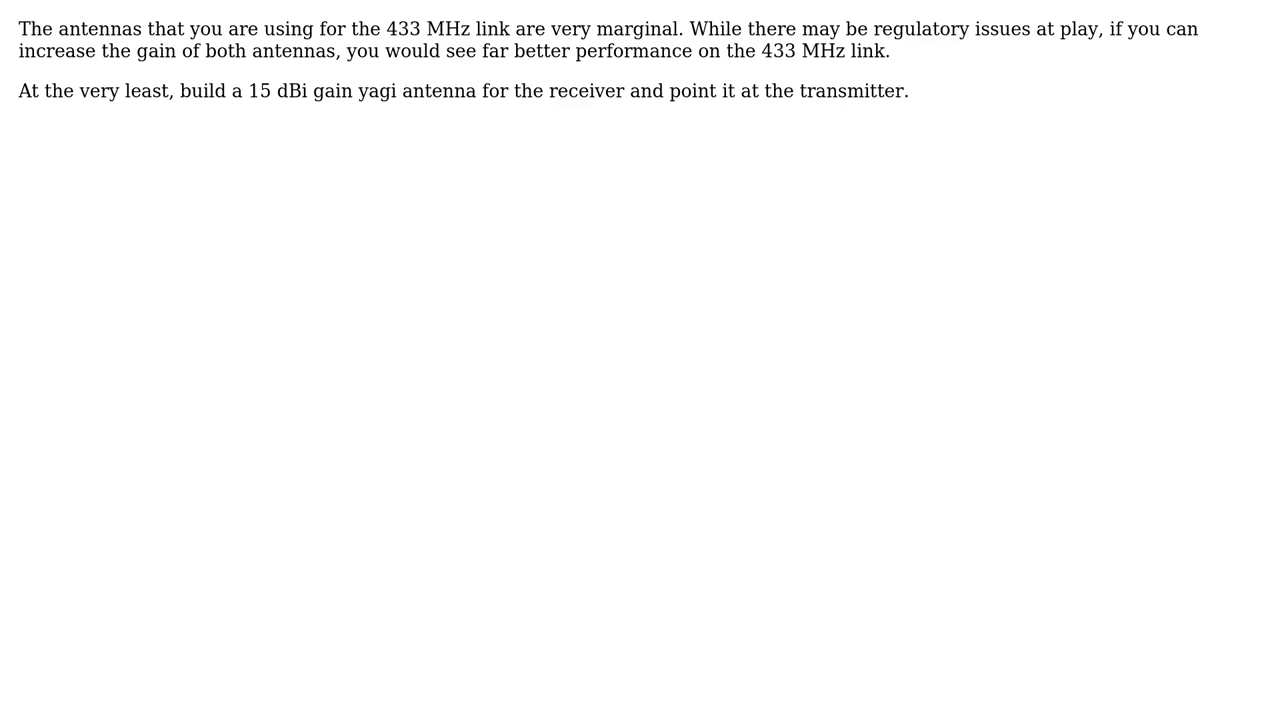 The antennas that you are using for the 433 MHz link are very marginal. While there may be regulatory issues at play, if you can
increase the gain of both antennas, you would see far better performance on the 433 MHz link.
At the very least, build a 15 dBi gain yagi antenna for the receiver and point it at the transmitter.